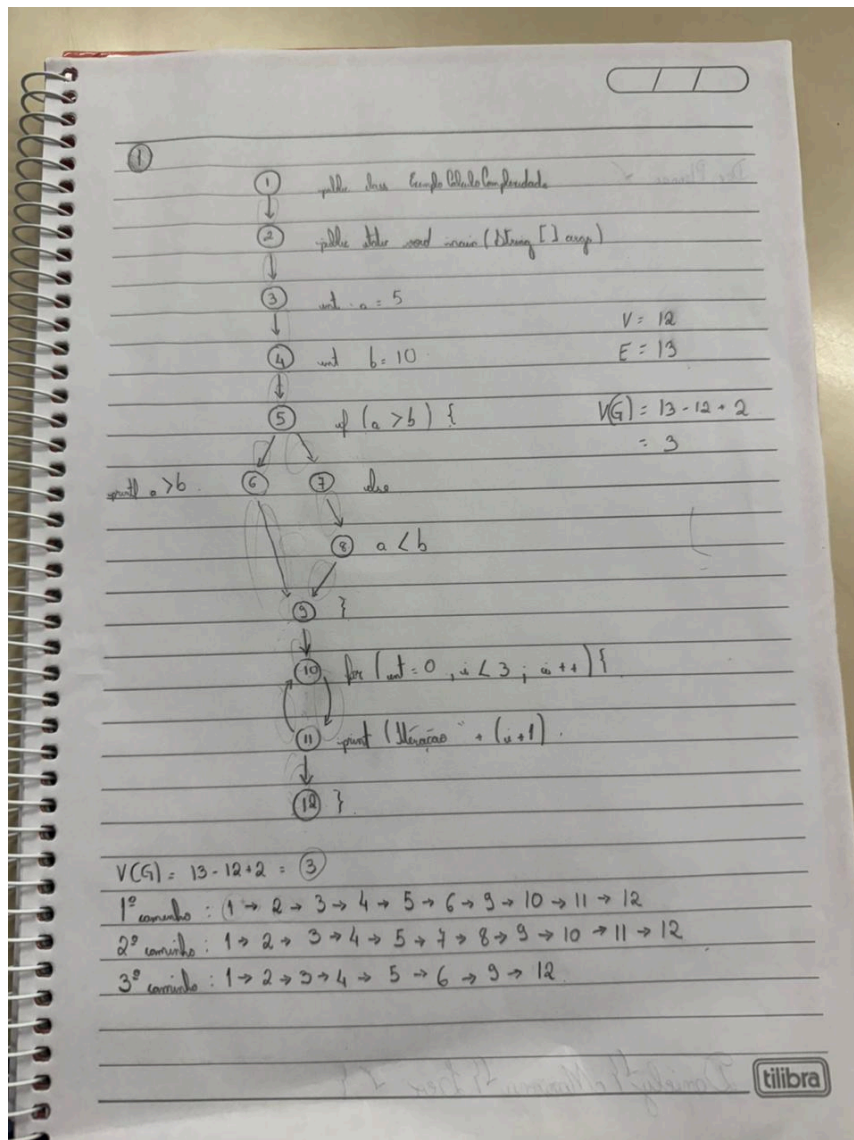 / /
1
1 public class ExemploCalculoComplexidade
2 public static void main (String [] args)
3 int a = 5
4 int b = 10
V = 12
E = 13
5 if (a > b) {
V(G) = 13 - 12 + 2
= 3
printf a > b. 6 7 else
8 a < b
9 }
10 for (int = 0, i < 3; i ++) {
11 print (Iteração " + (i + 1).
12 }.
V(G) = 13 - 12 + 2 = 3
1º caminho : 1 → 2 → 3 → 4 → 5 → 6 → 9 → 10 → 11 → 12
2º caminho : 1 → 2 → 3 → 4 → 5 → 7 → 8 → 9 → 10 → 11 → 12
3º caminho : 1 → 2 → 3 → 4 → 5 → 6 → 9 → 12
tilibra